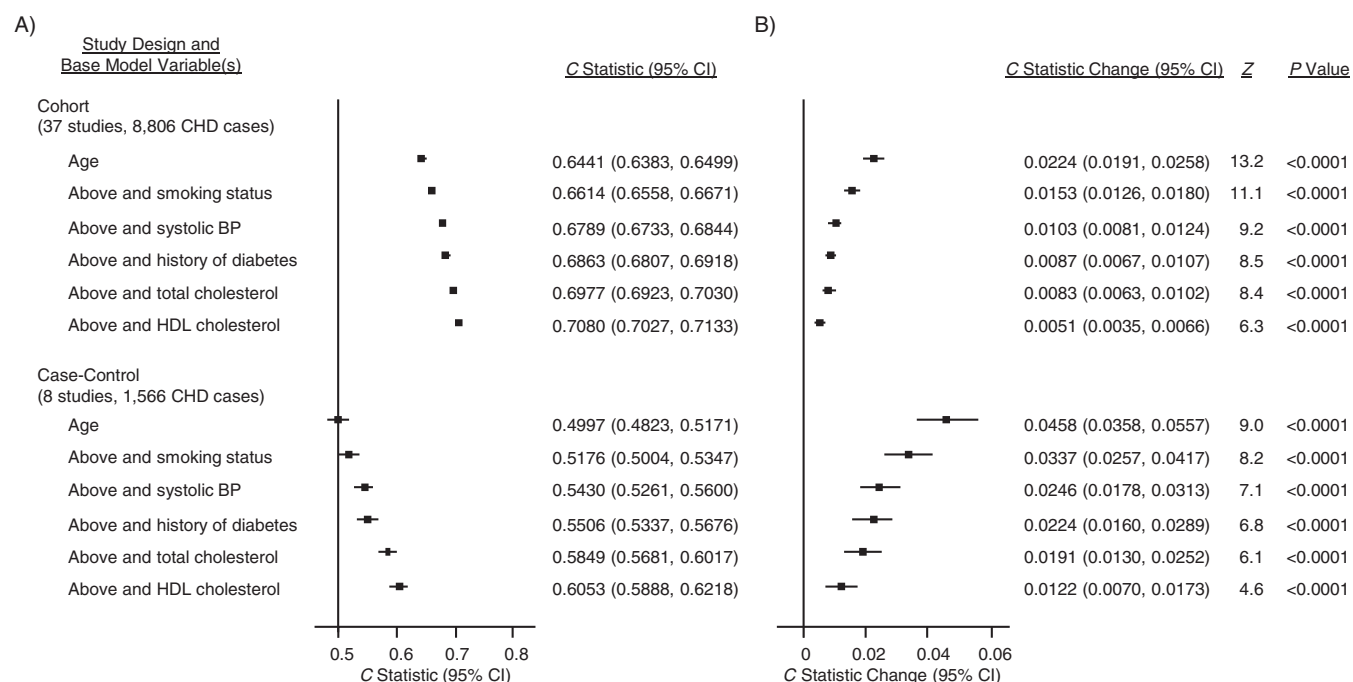 A)
B)
Study Design and
Base Model Variable(s)
C Statistic (95% CI)
C Statistic Change (95% CI) Z P Value
Cohort
(37 studies, 8,806 CHD cases)
Age 0.6441 (0.6383, 0.6499) 0.0224 (0.0191, 0.0258) 13.2 <0.0001
Above and smoking status 0.6614 (0.6558, 0.6671) 0.0153 (0.0126, 0.0180) 11.1 <0.0001
Above and systolic BP 0.6789 (0.6733, 0.6844) 0.0103 (0.0081, 0.0124) 9.2 <0.0001
Above and history of diabetes 0.6863 (0.6807, 0.6918) 0.0087 (0.0067, 0.0107) 8.5 <0.0001
Above and total cholesterol 0.6977 (0.6923, 0.7030) 0.0083 (0.0063, 0.0102) 8.4 <0.0001
Above and HDL cholesterol 0.7080 (0.7027, 0.7133) 0.0051 (0.0035, 0.0066) 6.3 <0.0001
Case-Control
(8 studies, 1,566 CHD cases)
Age 0.4997 (0.4823, 0.5171) 0.0458 (0.0358, 0.0557) 9.0 <0.0001
Above and smoking status 0.5176 (0.5004, 0.5347) 0.0337 (0.0257, 0.0417) 8.2 <0.0001
Above and systolic BP 0.5430 (0.5261, 0.5600) 0.0246 (0.0178, 0.0313) 7.1 <0.0001
Above and history of diabetes 0.5506 (0.5337, 0.5676) 0.0224 (0.0160, 0.0289) 6.8 <0.0001
Above and total cholesterol 0.5849 (0.5681, 0.6017) 0.0191 (0.0130, 0.0252) 6.1 <0.0001
Above and HDL cholesterol 0.6053 (0.5888, 0.6218) 0.0122 (0.0070, 0.0173) 4.6 <0.0001
0.5 0.6 0.7 0.8 0 0.02 0.04 0.06
C Statistic (95% CI) C Statistic Change (95% CI)